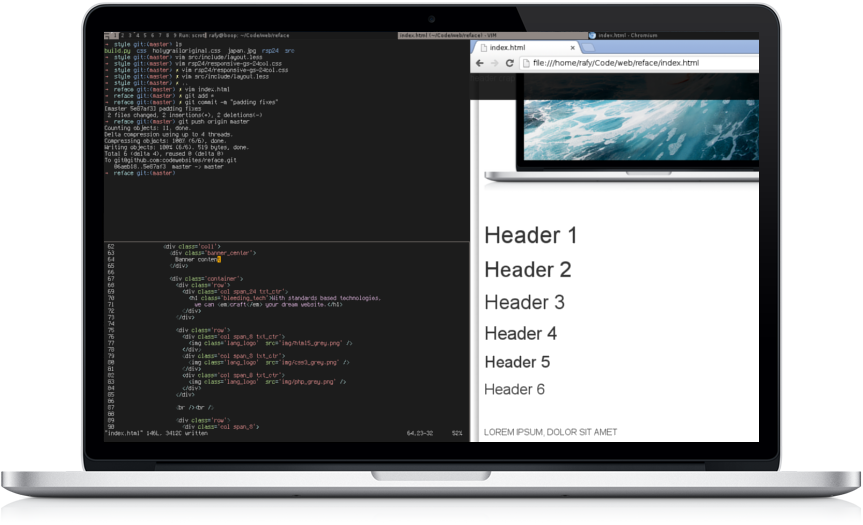 1 2 3 4 5 6 7 8 9 Run: scrot rafy@boop: ~/Code/web/reface
index.html (~/Code/web/reface) - VIM
index.html - Chromium
→ style git:(master) ls
build.py css holygrailoriginal.css japan.jpg rsp24 src
→ style git:(master) vim src/include/layout.less
→ style git:(master) vim rsp24/responsive-gs-24col.css
→ style git:(master) ✗ vim rsp24/responsive-gs-24col.css
→ style git:(master) ✗ vim src/include/layout.less
→ style git:(master) ✗ ..
→ reface git:(master) ✗ vim index.html
→ reface git:(master) ✗ git add *
→ reface git:(master) ✗ git commit -m "padding fixes"
[master 5e87af3] padding fixes
2 files changed, 2 insertions(+), 2 deletions(-)
→ reface git:(master) git push origin master
Counting objects: 11, done.
Delta compression using up to 4 threads.
Compressing objects: 100% (6/6), done.
Writing objects: 100% (6/6), 519 bytes, done.
Total 6 (delta 4), reused 0 (delta 0)
To git@github.com:codewebsites/reface.git
master -> master
→ reface git:(master)
62 <div class='col1'>
63 <div class='banner_center'>
64 Banner content
65 </div>
66
67 <div class='container'>
68 <div class='row'>
69 <div class='col span_24 txt_ctr'>
70 <h1 class='bleeding_tech'>With standards based technologies,
71 we can <em>craft</em> your dream website.</h1>
72 </div>
73 </div>
74
75 <div class='row'>
76 <div class='col span_8 txt_ctr'>
77 <img class='lang_logo' src='img/html5_grey.png' />
78 </div>
79 <div class='col span_8 txt_ctr'>
80 <img class='lang_logo' src='img/css3_grey.png' />
81 </div>
82 <div class='col span_8 txt_ctr'>
83 <img class='lang_logo' src='img/php_grey.png' />
84 </div>
85 </div>
86
87 <br /><br />
88
89 <div class='row'>
90 <div class='col span_6'>
"index.html" 146L, 3412C written 64,23-32 52%
index.html
file:///home/rafy/Code/web/reface/index.html
Header 1
Header 2
Header 3
Header 4
Header 5
Header 6
LOREM IPSUM, DOLOR SIT AMET